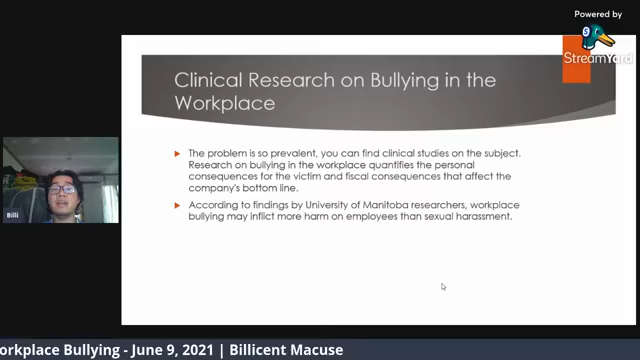 Powered by
StreamYard
Clinical Research on Bullying in the
Workplace
The problem is so prevalent, you can find clinical studies on the subject.
Research on bullying in the workplace quantifies the personal
consequences for the victim and fiscal consequences that affect the
company's bottom line.
According to findings by University of Manitoba researchers, workplace
bullying may inflict more harm on employees than sexual harassment.
Billi
orkplace Bullying - June 9, 2021 | Billicent Macuse